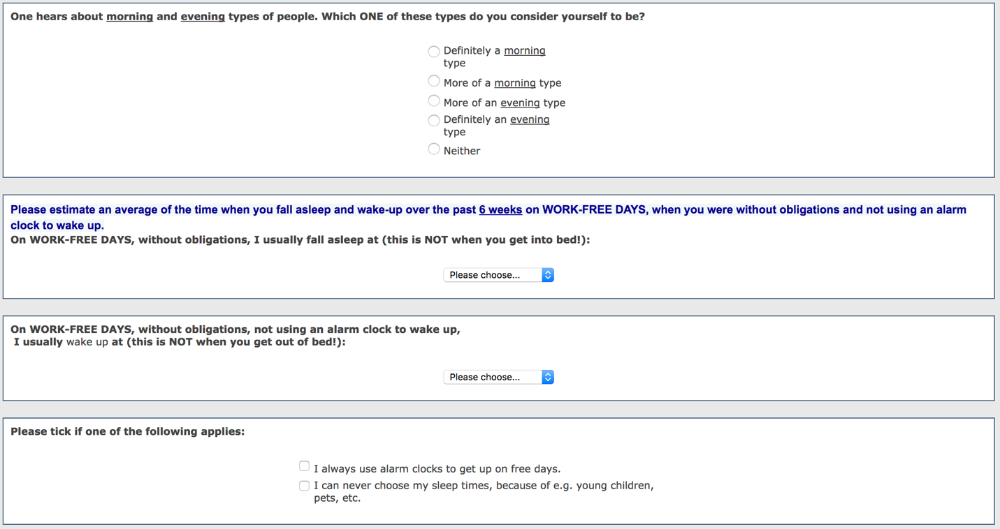 One hears about morning and evening types of people. Which ONE of these types do you consider yourself to be?
Definitely a morning
type
More of a morning type
More of an evening type
Definitely an evening
type
Neither
Please estimate an average of the time when you fall asleep and wake-up over the past 6 weeks on WORK-FREE DAYS, when you were without obligations and not using an alarm
clock to wake up.
On WORK-FREE DAYS, without obligations, I usually fall asleep at (this is NOT when you get into bed!):
Please choose...
On WORK-FREE DAYS, without obligations, not using an alarm clock to wake up,
I usually wake up at (this is NOT when you get out of bed!):
Please choose...
Please tick if one of the following applies:
I always use alarm clocks to get up on free days.
I can never choose my sleep times, because of e.g. young children,
pets, etc.